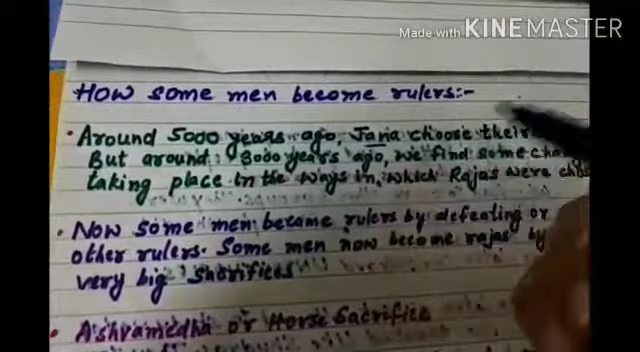 Made with KINEMASTER
How some men become rulers:-
• Around 5000 years ago, Jana choose their
But around 3000 years ago, we find some
taking place in the ways in which Rajas were
• Now some men became rulers by defeating or
other rulers. Some men now become rajas by
very big sacrifices
• Ashvamedha or Horse Sacrifice